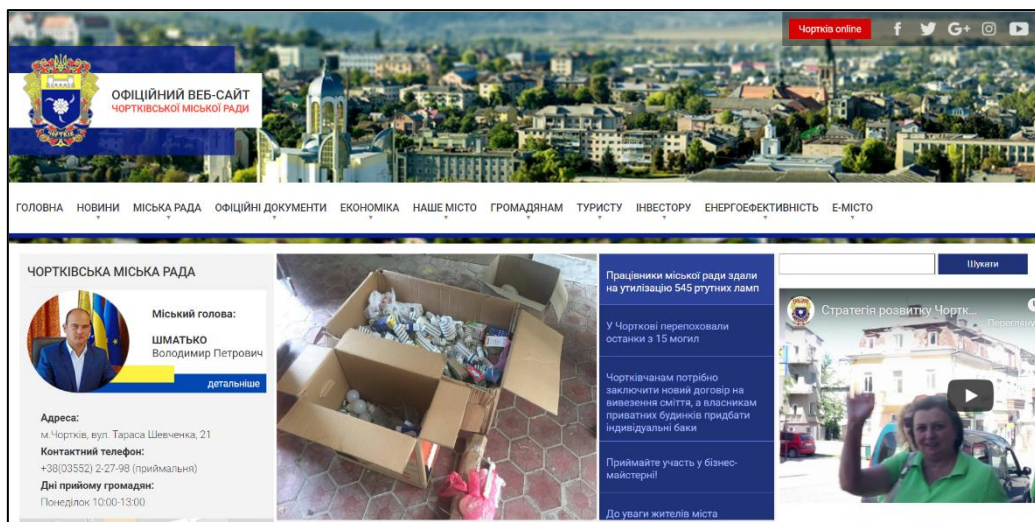 Чортків online
ОФІЦІЙНИЙ ВЕБ-САЙТ
ЧОРТКІВСЬКОЇ МІСЬКОЇ РАДИ
ЧОРТКІВ
ГОЛОВНА НОВИНИ МІСЬКА РАДА ОФІЦІЙНІ ДОКУМЕНТИ ЕКОНОМІКА НАШЕ МІСТО ГРОМАДЯНАМ ТУРИСТУ ІНВЕСТОРУ ЕНЕРГОЕФЕКТИВНІСТЬ Е-МІСТО
ЧОРТКІВСЬКА МІСЬКА РАДА
Міський голова:
ШМАТЬКО
Володимир Петрович
детальніше
Адреса:
м.Чортків, вул. Тараса Шевченка, 21
Контактний телефон:
+38(03552) 2-27-98 (приймальня)
Дні прийому громадян:
Понеділок 10:00-13:00
Працівники міської ради здали
на утилізацію 545 ртутних ламп
У Чорткові перепоховали
останки з 15 могил
Чортківчанам потрібно
заключити новий договір на
вивезення сміття, а власникам
приватних будинків придбати
індивідуальні баки
Приймайте участь у бізнес-
майстерні!
До уваги жителів міста
Шукати
Стратегія розвитку Чортк...